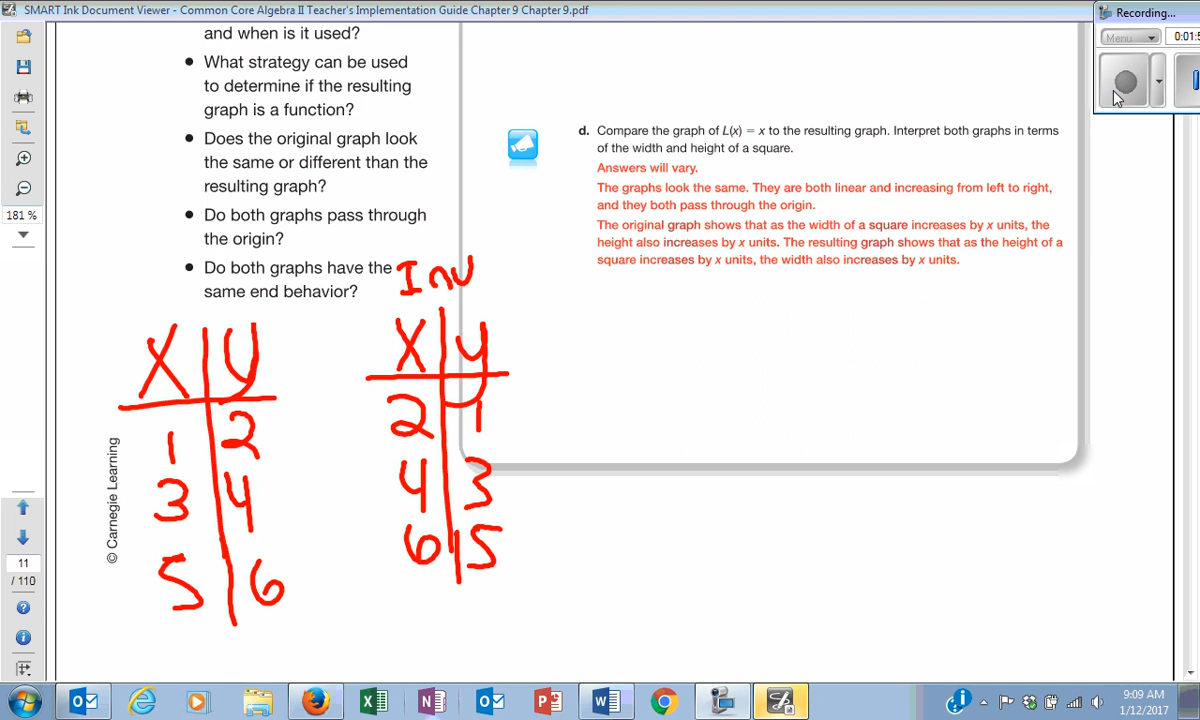 SMART Ink Document Viewer - Common Core Algebra II Teacher's Implementation Guide Chapter 9 Chapter 9.pdf
Recording...
Menu
0:01:5
181 %
11
/ 110
and when is it used?
• What strategy can be used
to determine if the resulting
graph is a function?
• Does the original graph look
the same or different than the
resulting graph?
• Do both graphs pass through
the origin?
• Do both graphs have the
same end behavior?
d. Compare the graph of L(x) = x to the resulting graph. Interpret both graphs in terms
of the width and height of a square.
Answers will vary.
The graphs look the same. They are both linear and increasing from left to right,
and they both pass through the origin.
The original graph shows that as the width of a square increases by x units, the
height also increases by x units. The resulting graph shows that as the height of a
square increases by x units, the width also increases by x units.
X y
1 2
3 4
5 6
Inv
X y
2 1
4 3
6 5
© Carnegie Learning
9:09 AM
1/12/2017